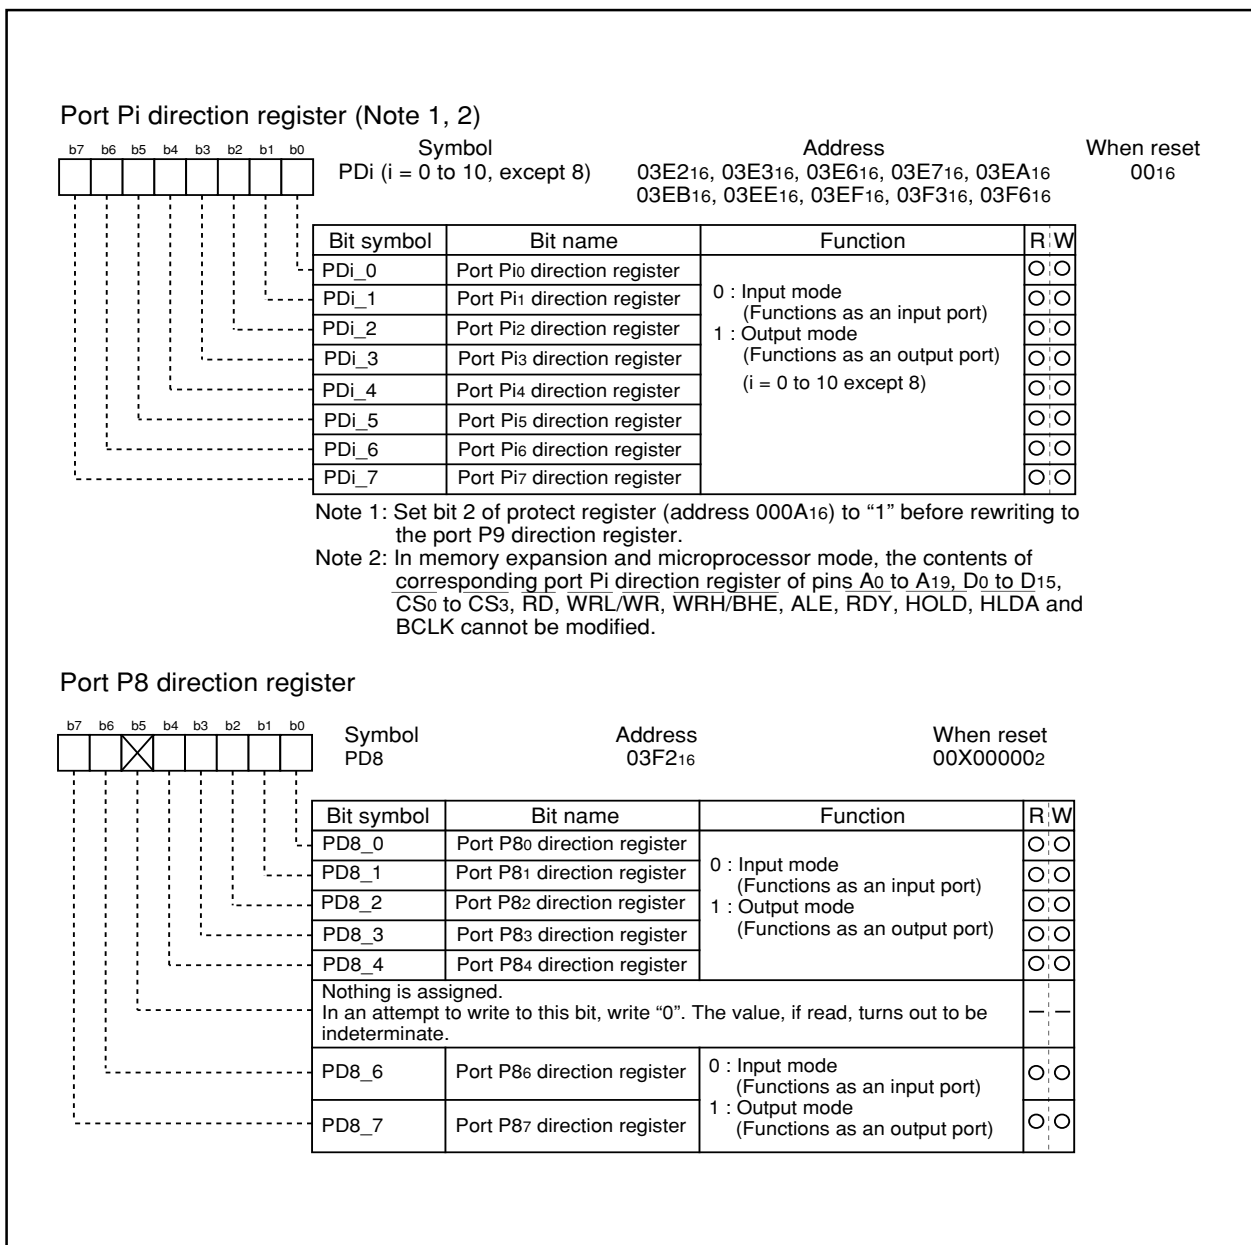 Port Pi direction register (Note 1, 2)
b7 b6 b5 b4 b3 b2 b1 b0
Symbol Address When reset
PDi (i = 0 to 10, except 8) 03E216, 03E316, 03E616, 03E716, 03EA16 0016
03EB16, 03EE16, 03EF16, 03F316, 03F616
Bit symbol Bit name Function R W
PDi_0 Port Pi0 direction register
PDi_1 Port Pi1 direction register
PDi_2 Port Pi2 direction register
PDi_3 Port Pi3 direction register
PDi_4 Port Pi4 direction register
PDi_5 Port Pi5 direction register
PDi_6 Port Pi6 direction register
PDi_7 Port Pi7 direction register
0 : Input mode
(Functions as an input port)
1 : Output mode
(Functions as an output port)
(i = 0 to 10 except 8)
Note 1: Set bit 2 of protect register (address 000A16) to “1” before rewriting to
the port P9 direction register.
Note 2: In memory expansion and microprocessor mode, the contents of
corresponding port Pi direction register of pins A0 to A19, D0 to D15,
CS0 to CS3, RD, WRL/WR, WRH/BHE, ALE, RDY, HOLD, HLDA and
BCLK cannot be modified.
Port P8 direction register
b7 b6 b5 b4 b3 b2 b1 b0
Symbol Address When reset
PD8 03F216 00X000002
Bit symbol Bit name Function R W
PD8_0 Port P80 direction register
PD8_1 Port P81 direction register
PD8_2 Port P82 direction register
PD8_3 Port P83 direction register
PD8_4 Port P84 direction register
0 : Input mode
(Functions as an input port)
1 : Output mode
(Functions as an output port)
Nothing is assigned.
In an attempt to write to this bit, write “0”. The value, if read, turns out to be
indeterminate.
— —
PD8_6 Port P86 direction register
PD8_7 Port P87 direction register
0 : Input mode
(Functions as an input port)
1 : Output mode
(Functions as an output port)